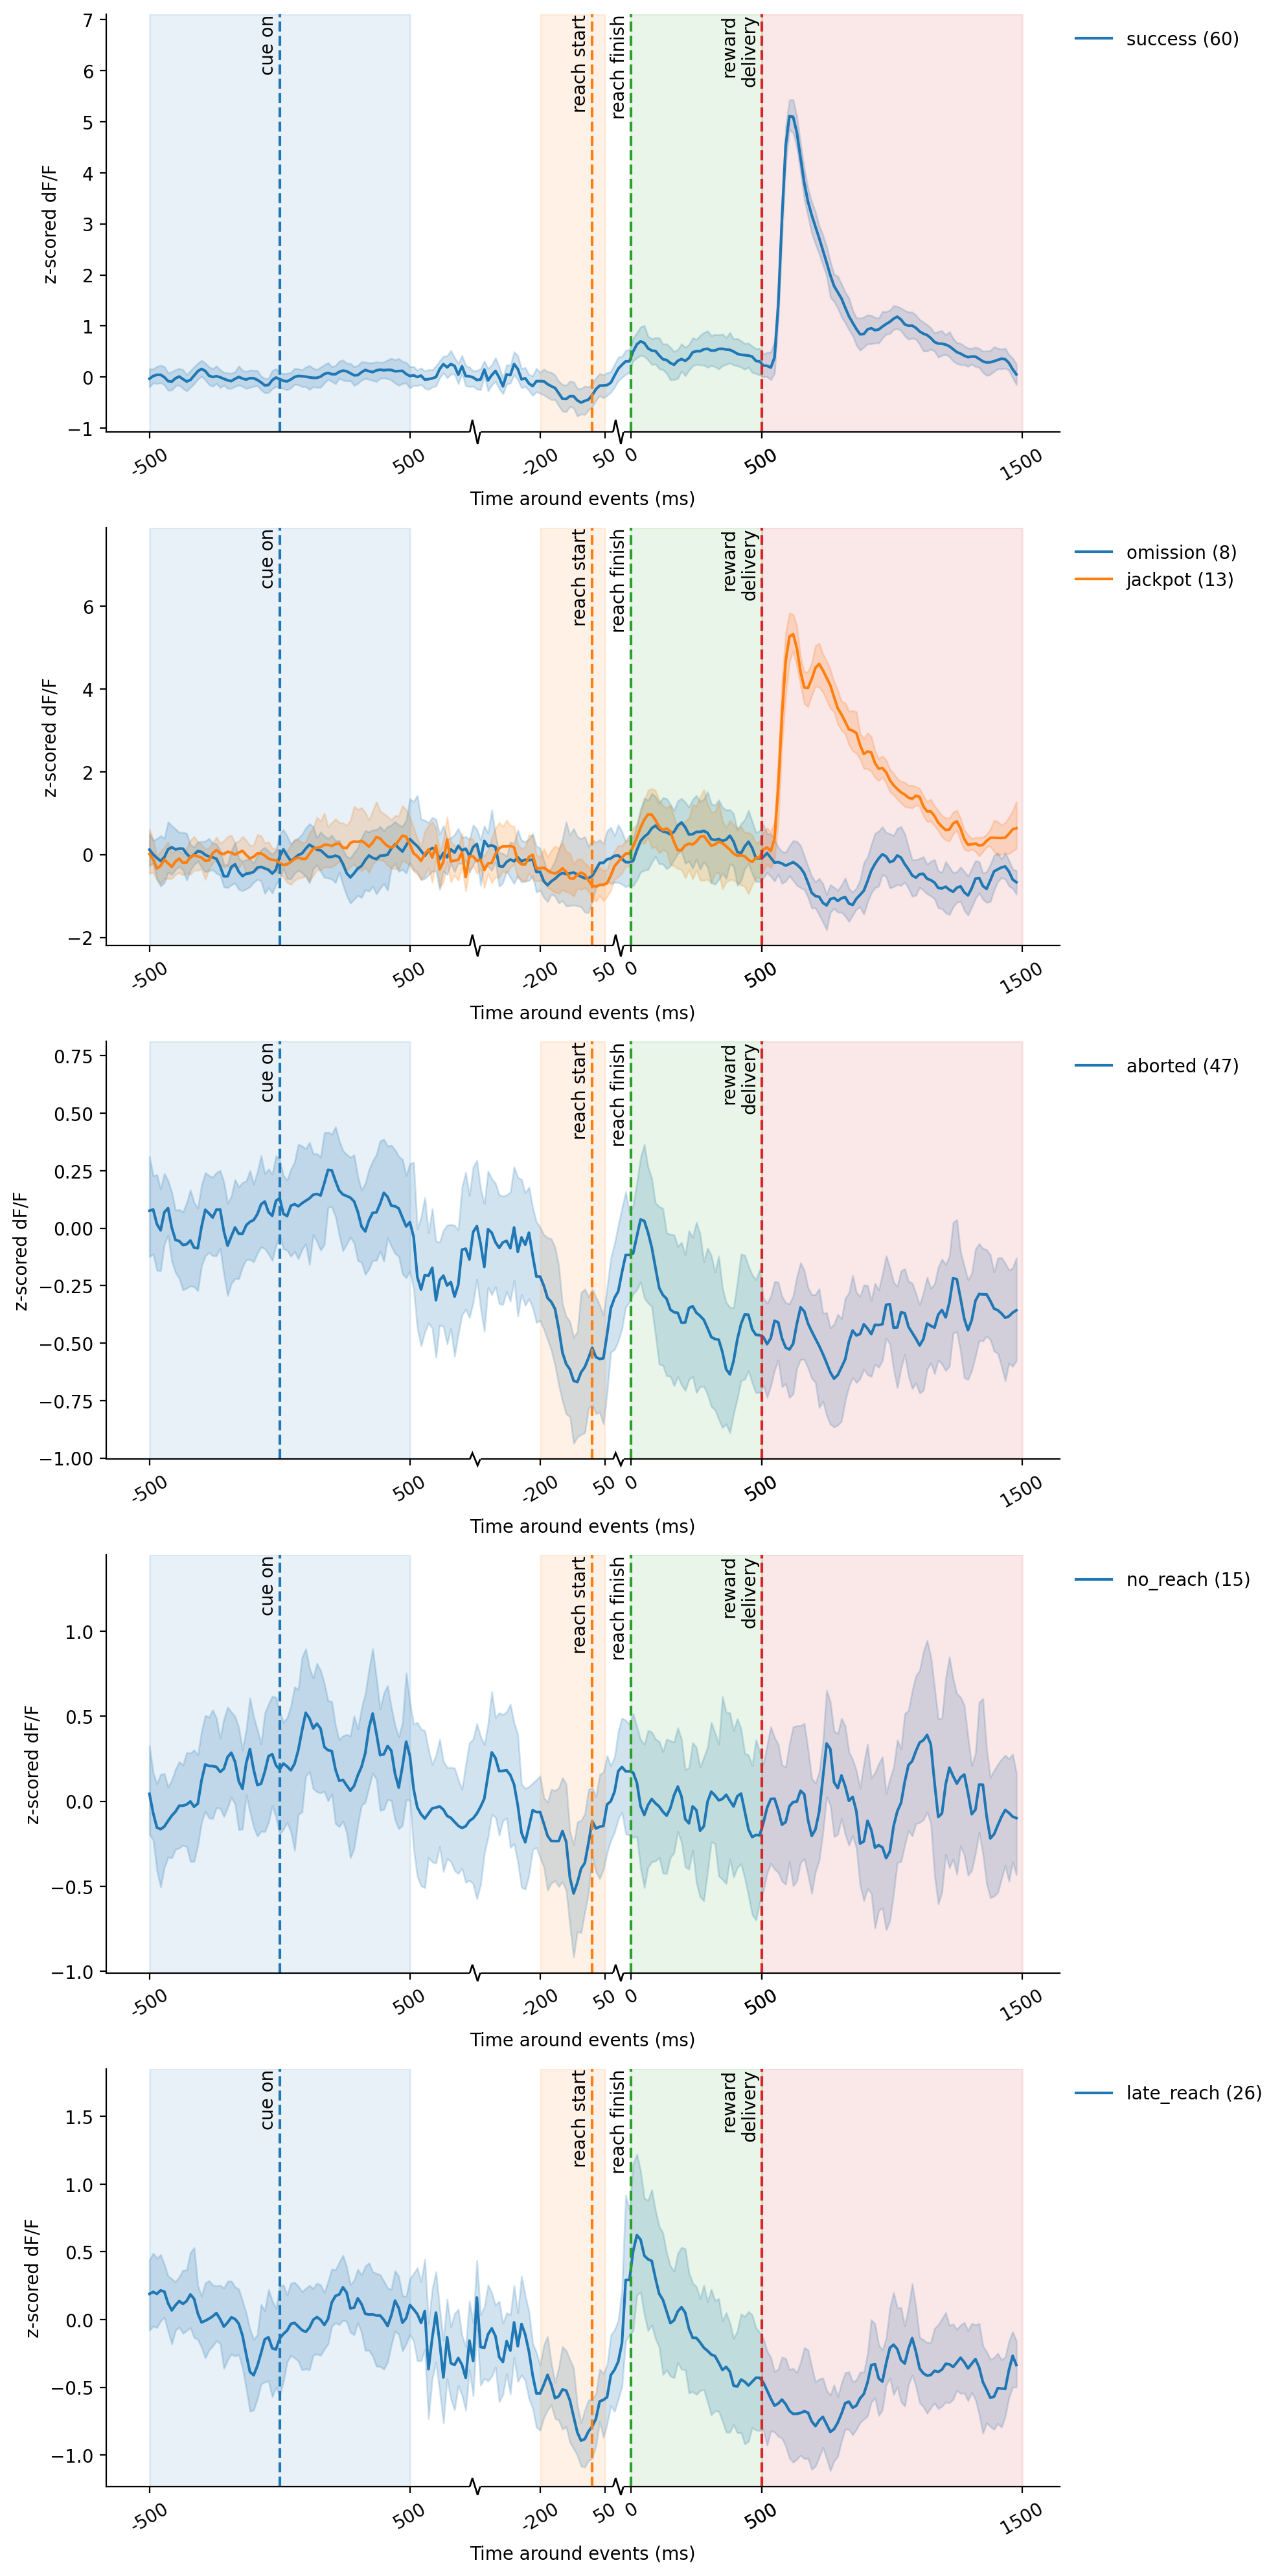 7
6
5
4
3
2
1
0
−1
z-scored dF/F
cue on
reach start
reach finish
reward
delivery
success (60)
-500
500
-200
50
0
500
1500
Time around events (ms)
6
4
2
0
−2
z-scored dF/F
cue on
reach start
reach finish
reward
delivery
omission (8)
jackpot (13)
-500
500
-200
50
0
500
1500
Time around events (ms)
0.75
0.50
0.25
0.00
−0.25
−0.50
−0.75
−1.00
z-scored dF/F
cue on
reach start
reach finish
reward
delivery
aborted (47)
-500
500
-200
50
0
500
1500
Time around events (ms)
1.0
0.5
0.0
−0.5
−1.0
z-scored dF/F
cue on
reach start
reach finish
reward
delivery
no_reach (15)
-500
500
-200
50
0
500
1500
Time around events (ms)
1.5
1.0
0.5
0.0
−0.5
−1.0
z-scored dF/F
cue on
reach start
reach finish
reward
delivery
late_reach (26)
-500
500
-200
50
0
500
1500
Time around events (ms)